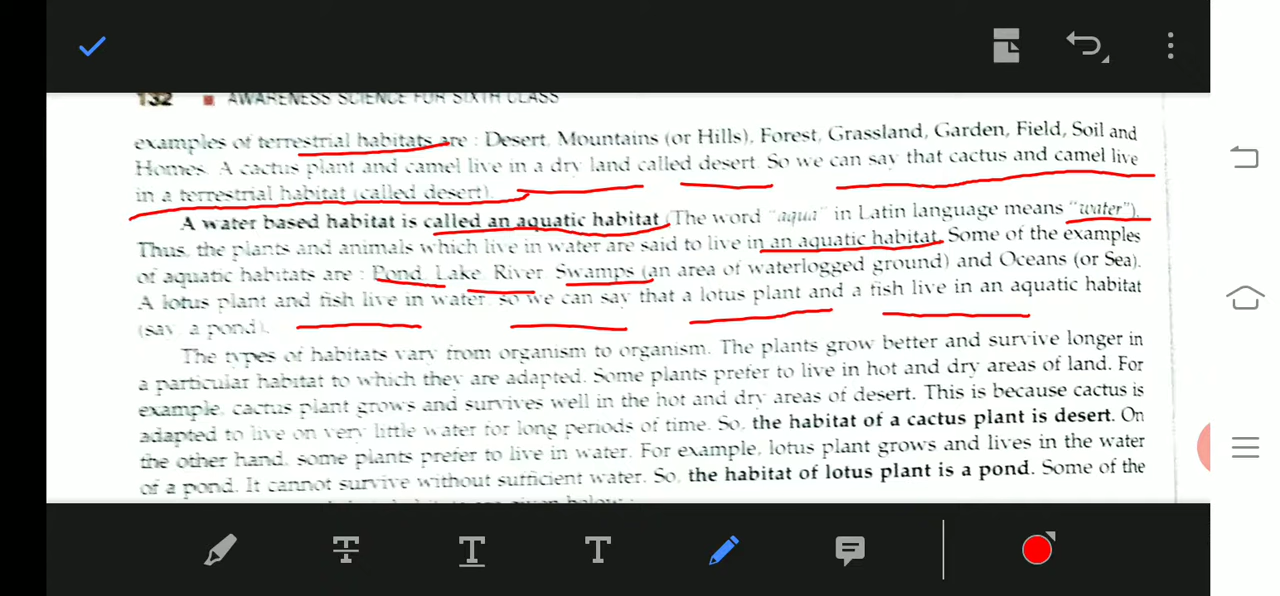 132 ■ AWARENESS SCIENCE FOR SIXTH CLASS
examples of terrestrial habitats are : Desert, Mountains (or Hills), Forest, Grassland, Garden, Field, Soil and
Homes. A cactus plant and camel live in a dry land called desert. So we can say that cactus and camel live
in a terrestrial habitat (called desert).
A water based habitat is called an aquatic habitat (The word "aqua" in Latin language means "water").
Thus, the plants and animals which live in water are said to live in an aquatic habitat. Some of the examples
of aquatic habitats are : Pond, Lake, River, Swamps (an area of waterlogged ground) and Oceans (or Sea).
A lotus plant and fish live in water, so we can say that a lotus plant and a fish live in an aquatic habitat
(say a pond).
The types of habitats vary from organism to organism. The plants grow better and survive longer in
a particular habitat to which they are adapted. Some plants prefer to live in hot and dry areas of land. For
example, cactus plant grows and survives well in the hot and dry areas of desert. This is because cactus is
adapted to live on very little water for long periods of time. So, the habitat of a cactus plant is desert. On
the other hand, some plants prefer to live in water. For example, lotus plant grows and lives in the water
of a pond. It cannot survive without sufficient water. So, the habitat of lotus plant is a pond. Some of the
T T T